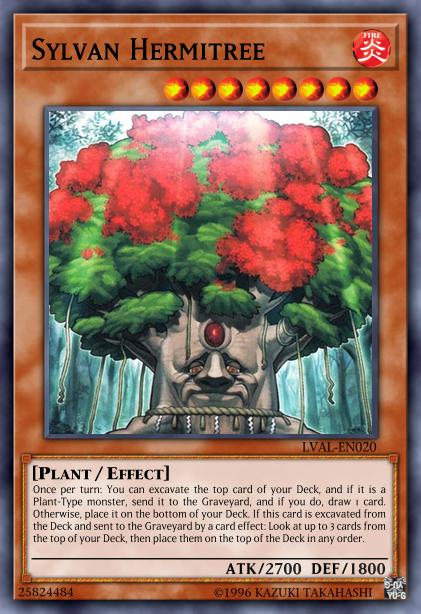 Sylvan Hermitree
FIRE
炎
LVAL-EN020
[Plant / Effect]
Once per turn: You can excavate the top card of your Deck, and if it is a
Plant-Type monster, send it to the Graveyard, and if you do, draw 1 card.
Otherwise, place it on the bottom of your Deck. If this card is excavated from
the Deck and sent to the Graveyard by a card effect: Look at up to 3 cards from
the top of your Deck, then place them on the top of the Deck in any order.
ATK/2700 DEF/1800
25824484
©1996 KAZUKI TAKAHASHI